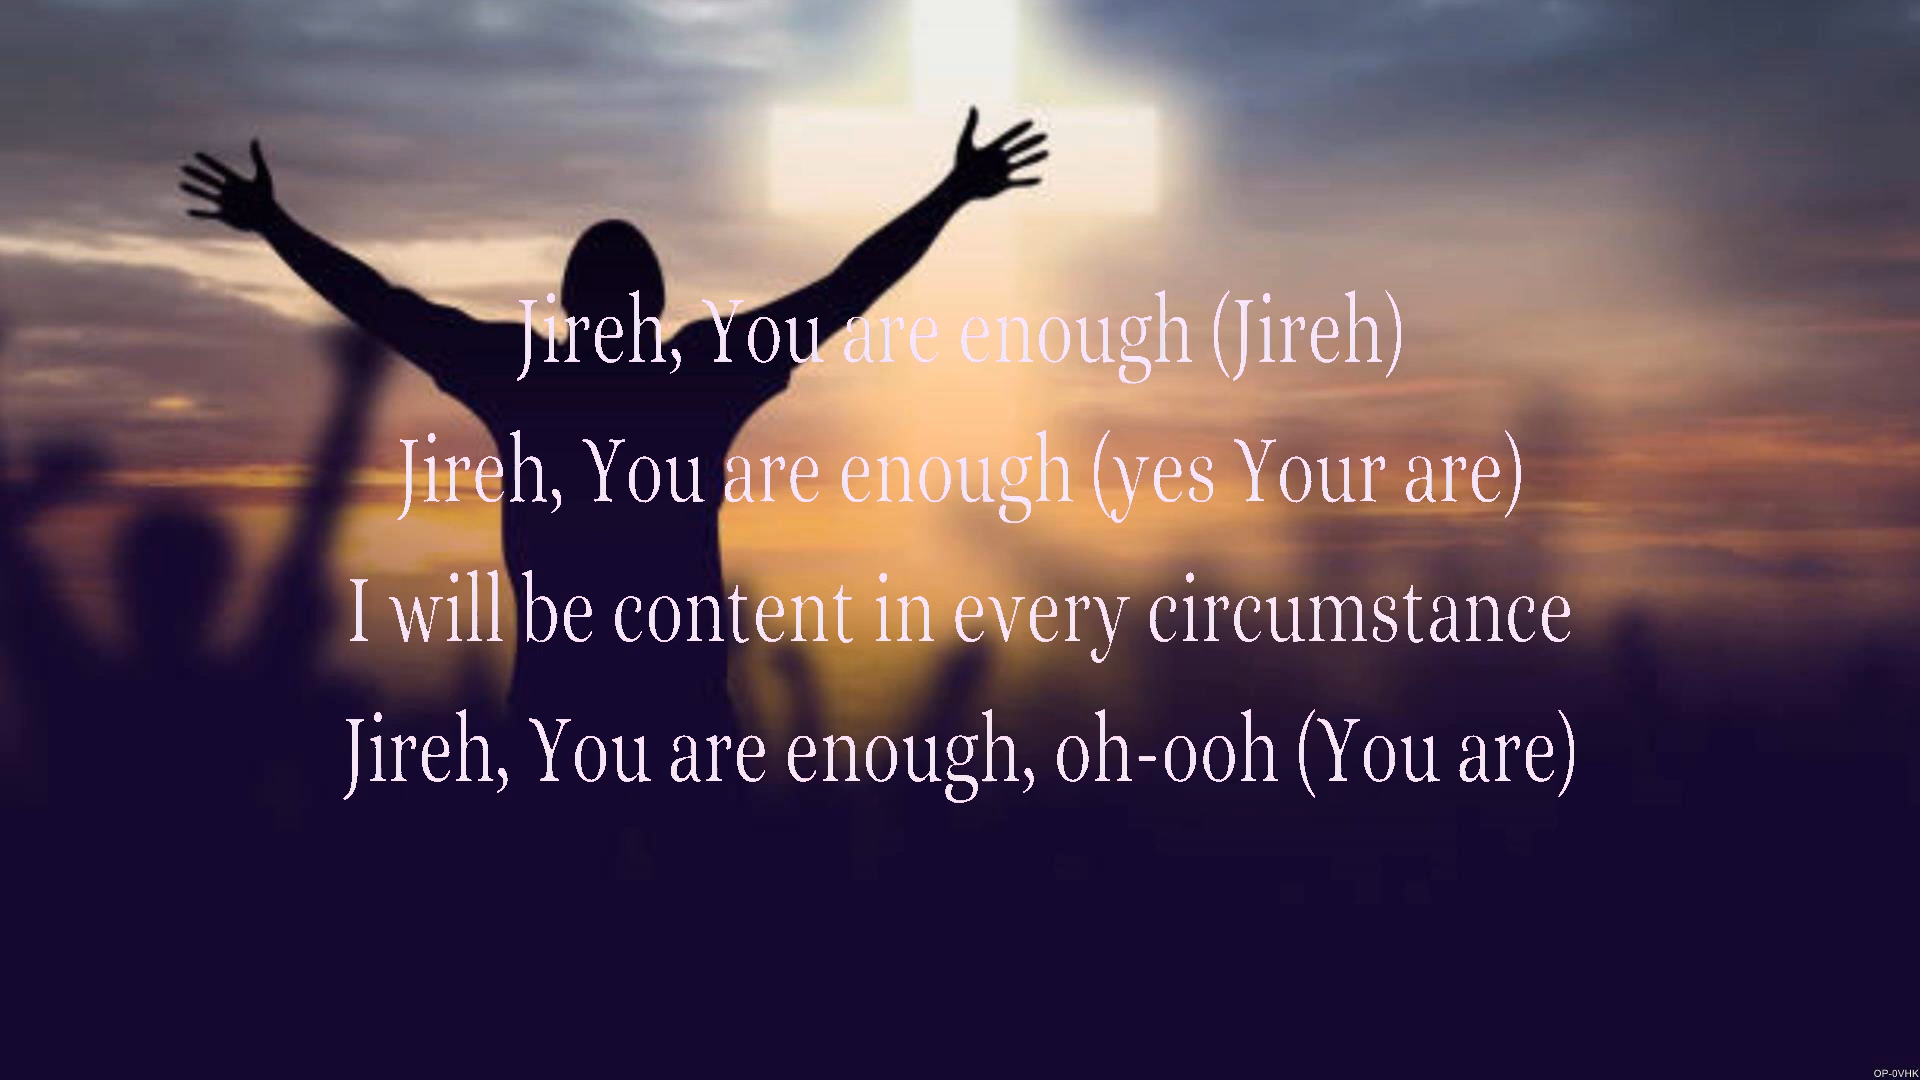 Jireh, You are enough (Jireh)
Jireh, You are enough (yes Your are)
I will be content in every circumstance
Jireh, You are enough, oh-ooh (You are)
OP-0VHK